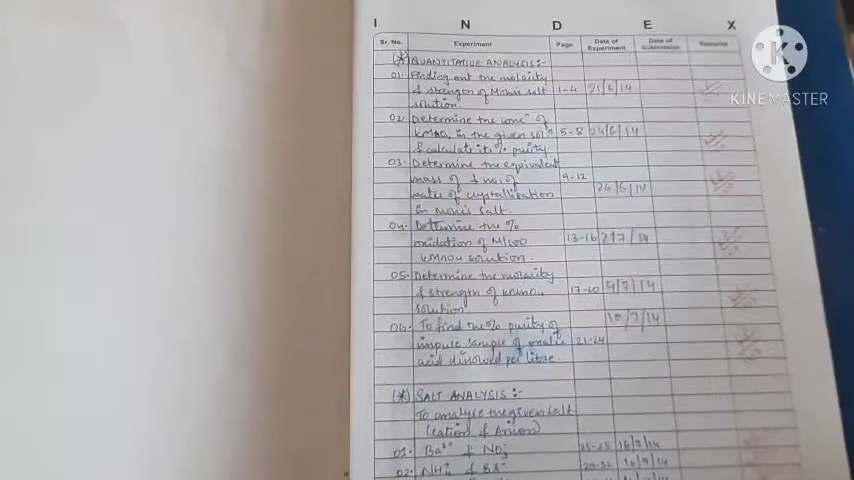 I N D E X
Sr. No. Experiment Page Date of Experiment Date of Submission Remarks
(*) QUANTITATIVE ANALYSIS:-
01. Finding out the molarity
& strength of Mohr's salt 1-4 21/6/14
solution.
02. Determine the concn of
KMnO4 in the given soln 5-8 24/6/14
& calculate its % purity
03. Determine the equivalent
mass of & no. of 9-12
water of crystallisation 26/6/14
in Mohr's Salt.
04. Determine the %
oxidation of M/100 13-16 2/7/14
KMnO4 solution.
05. Determine the molarity
& strength of KMnO4 17-20 9/7/14
solution.
06. To find the % purity of 10/7/14
impure sample of oxalic 21-24
acid dissolved per litre.
(*) SALT ANALYSIS:-
To analyse the given salt
(cation & Anion)
01. Ba2+ & NO3- 25-28 16/7/14
02. NH4+ & Br-
K
KINEMASTER